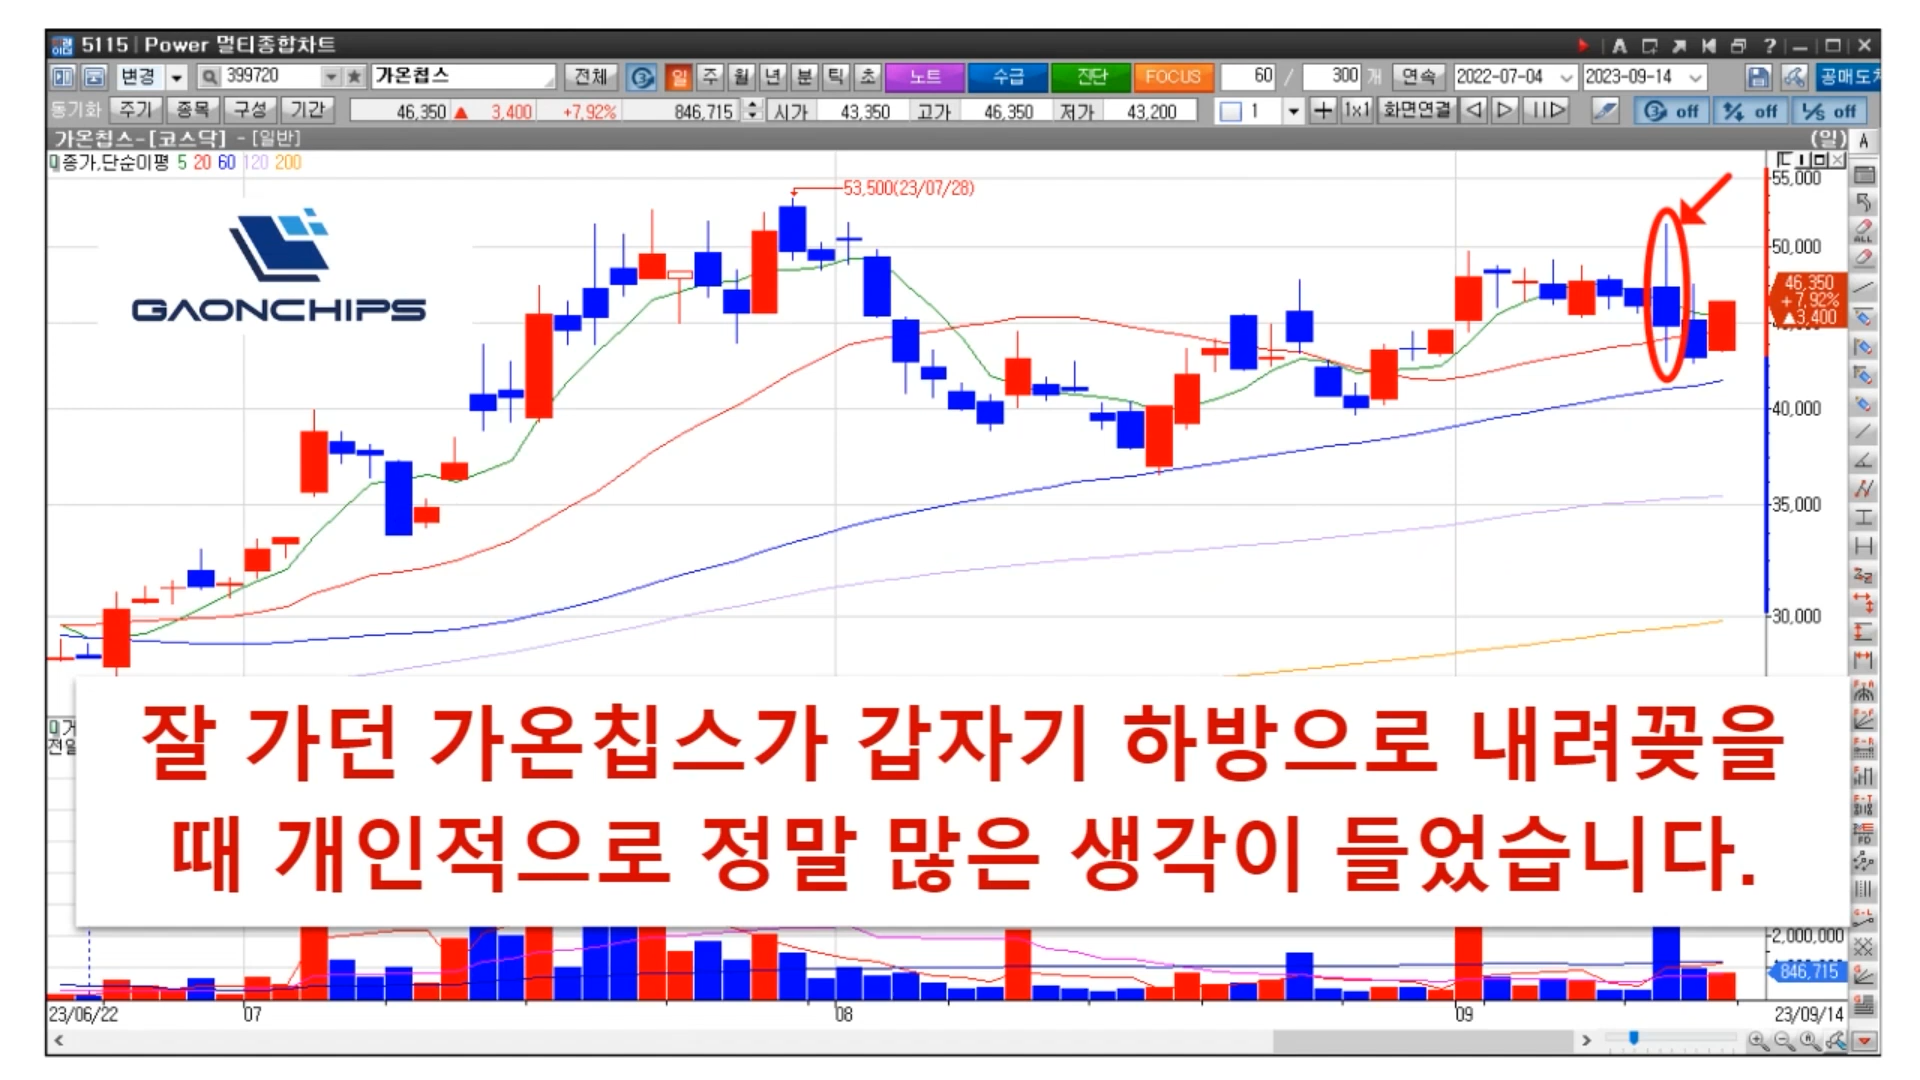 5115 | Power 멀티종합차트
변경 399720 가온칩스 전체 일 주 월 년 분 틱 초 노트 수급 진단 FOCUS 60 / 300 개 연속 2022-07-04 2023-09-14
동기화 주기 종목 구성 기간 46,350 ▲ 3,400 +7,92% 846,715 시가 43,350 고가 46,350 저가 43,200 1 1x1 화면연결 off off off
가온칩스-[코스닥] - [일반] (일) A
종가,단순이평 5 20 60 120 200
55,000
53,500(23/07/28)
GAONCHIPS
50,000
46,350
+7,92%
▲3,400
40,000
35,000
30,000
잘 가던 가온칩스가 갑자기 하방으로 내려꽂을
때 개인적으로 정말 많은 생각이 들었습니다.
2,000,000
846,715
23/06/22 07 08 09 23/09/14